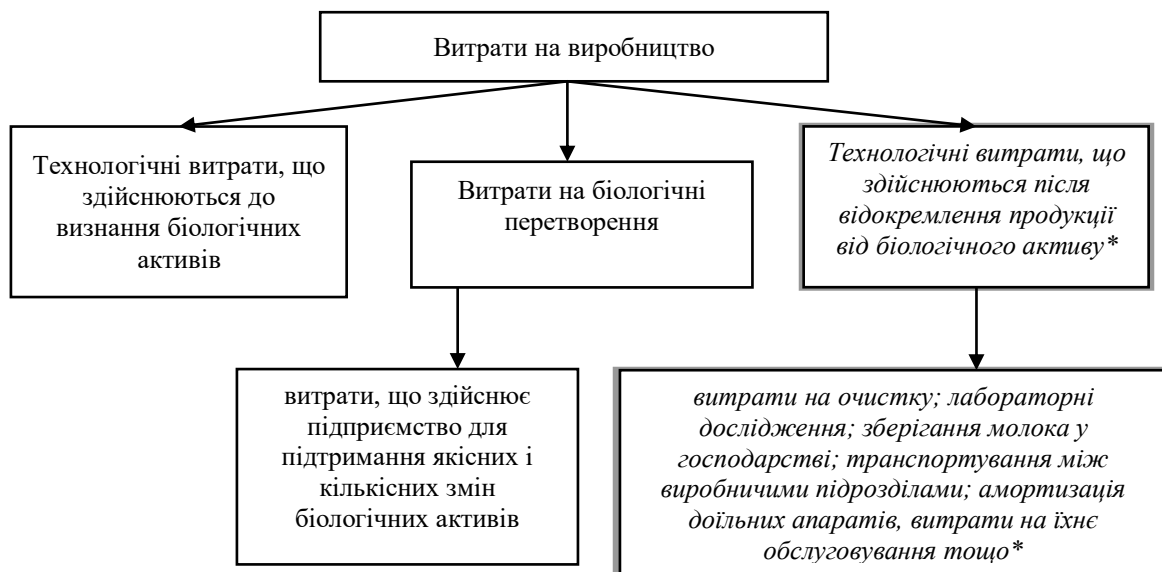 Витрати на виробництво
Технологічні витрати, що
здійснюються до
визнання біологічних
активів
Витрати на біологічні
перетворення
Технологічні витрати, що
здійснюються після
відокремлення продукції
від біологічного активу*
витрати, що здійснює
підприємство для
підтримання якісних і
кількісних змін
біологічних активів
витрати на очистку; лабораторні
дослідження; зберігання молока у
господарстві; транспортування між
виробничими підрозділами; амортизація
доїльних апаратів, витрати на їхнє
обслуговування тощо*